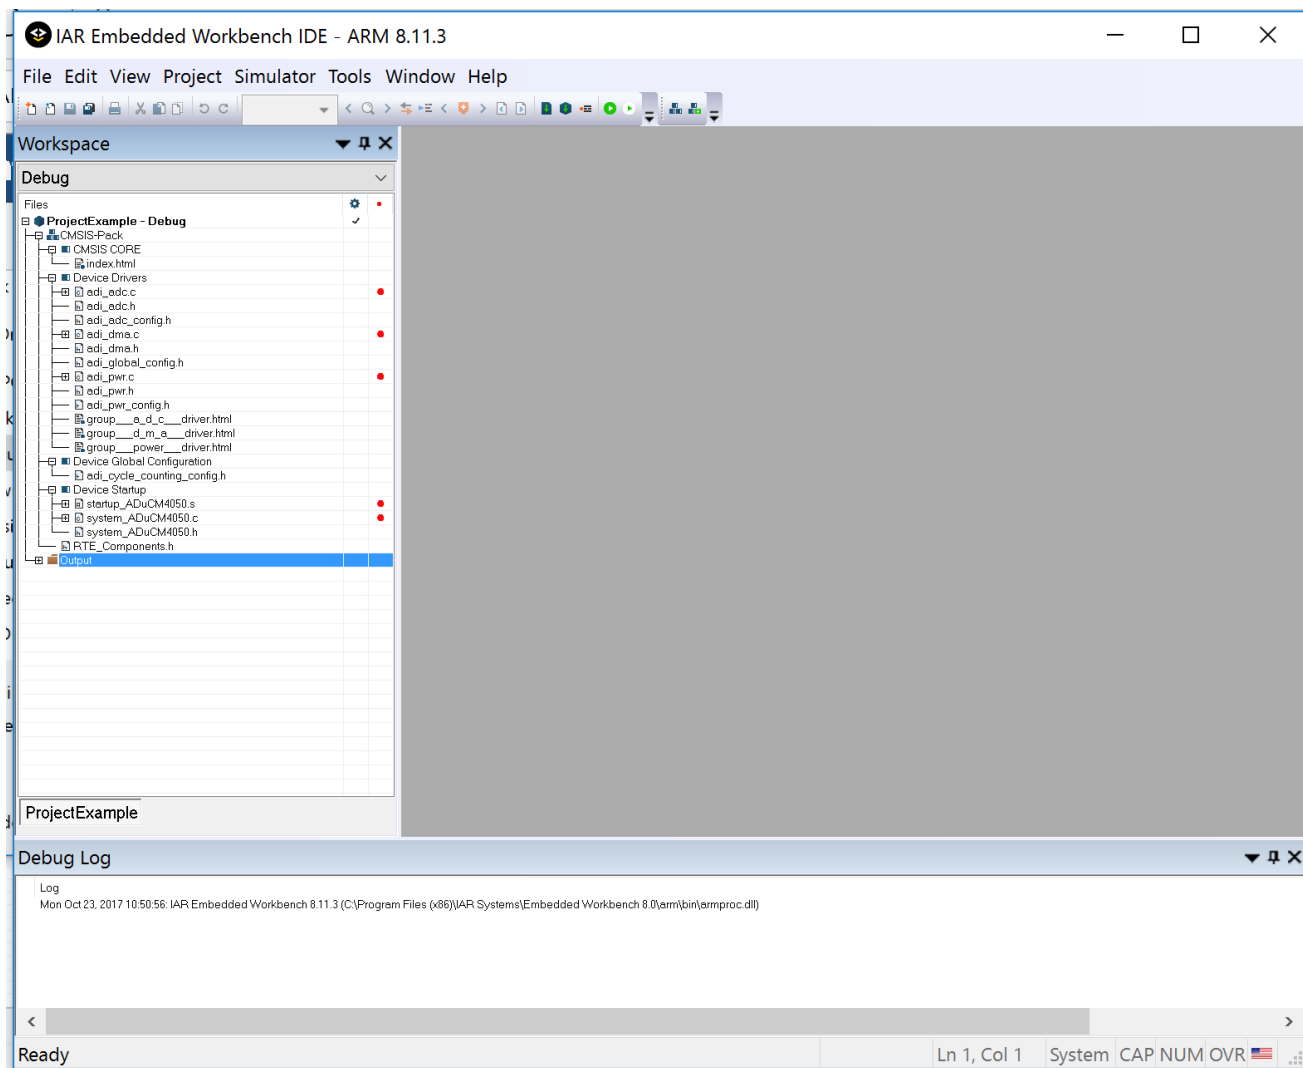 IAR Embedded Workbench IDE - ARM 8.11.3
File Edit View Project Simulator Tools Window Help
Workspace
Debug
Files
ProjectExample - Debug
CMSIS-Pack
CMSIS CORE
index.html
Device Drivers
adi_adc.c
adi_adc.h
adi_adc_config.h
adi_dma.c
adi_dma.h
adi_global_config.h
adi_pwr.c
adi_pwr.h
adi_pwr_config.h
group___a_d_c___driver.html
group___d_m_a___driver.html
group___power___driver.html
Device Global Configuration
adi_cycle_counting_config.h
Device Startup
startup_ADuCM4050.s
system_ADuCM4050.c
system_ADuCM4050.h
RTE_Components.h
Output
ProjectExample
Debug Log
Log
Mon Oct 23, 2017 10:50:56: IAR Embedded Workbench 8.11.3 (C:\Program Files (x86)\IAR Systems\Embedded Workbench 8.0\arm\bin\armproc.dll)
Ready Ln 1, Col 1 System CAP NUM OVR